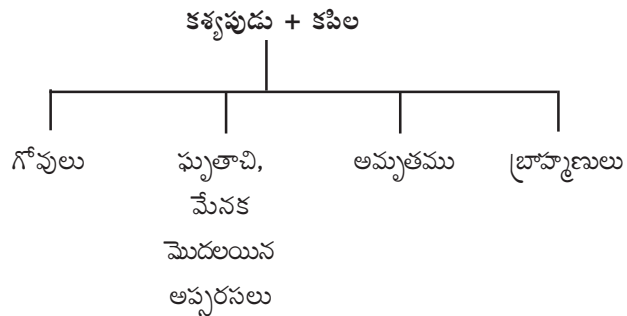 కశ్యపుడు + కపిల
గోవులు ఘృతాచి, అమృతము బ్రాహ్మణులు
మేనక
మొదలయిన
అప్సరసలు